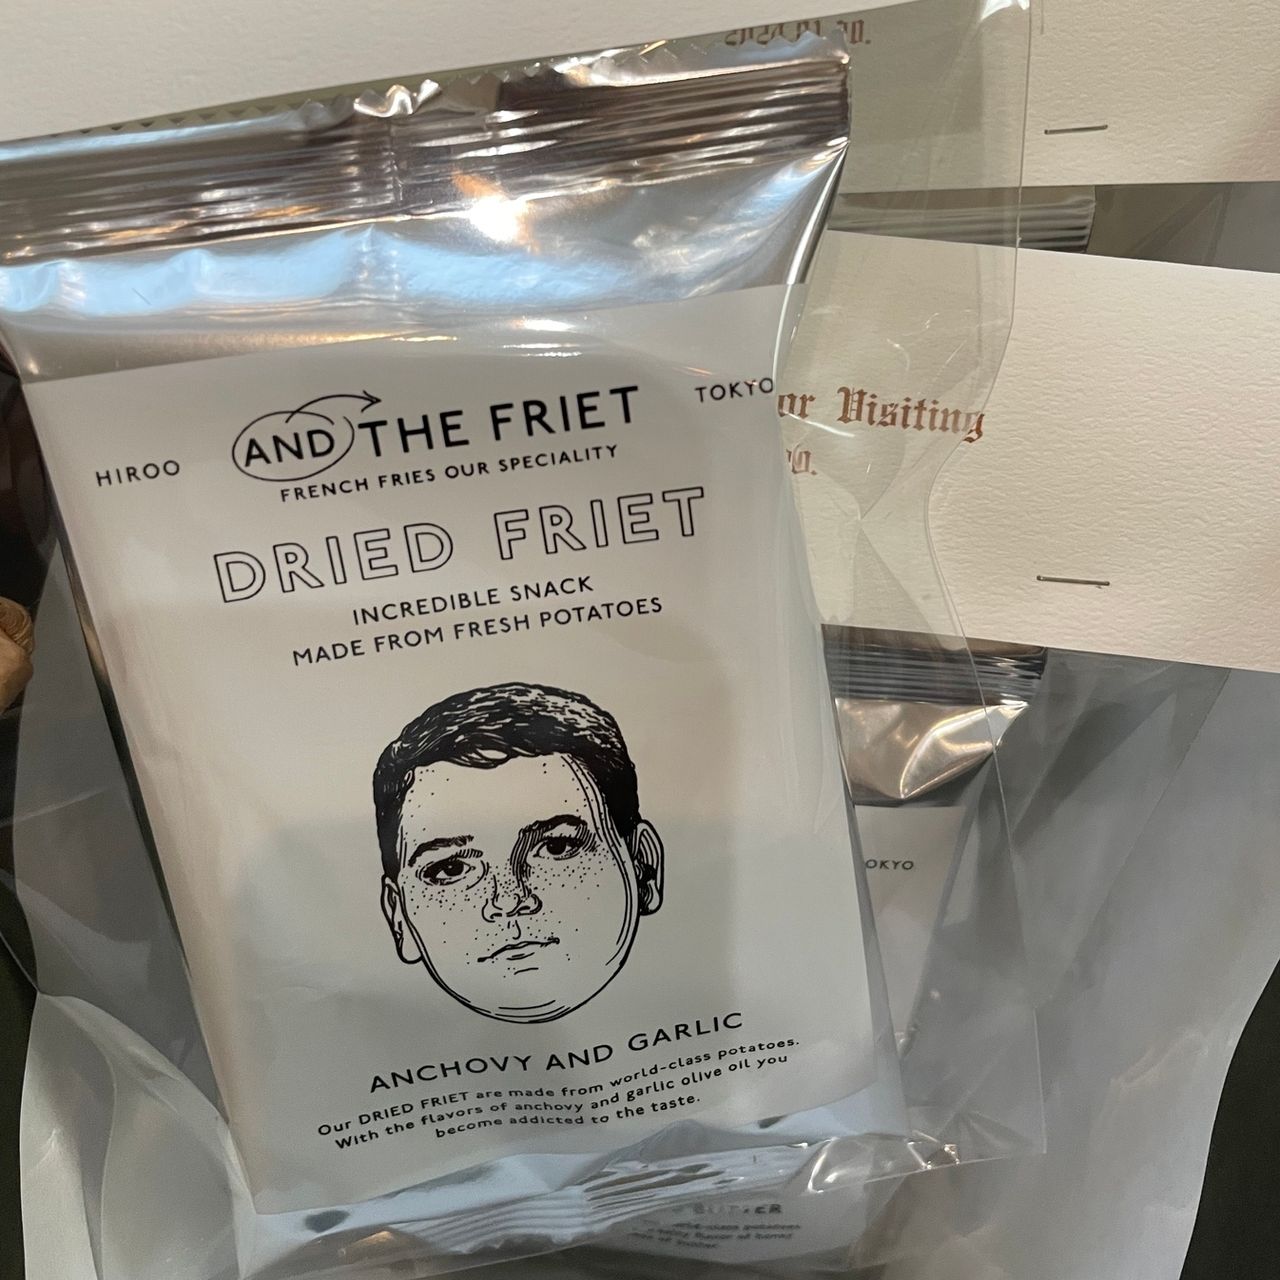 HIROO
AND THE FRIET
TOKYO
FRENCH FRIES OUR SPECIALITY
DRIED FRIET
INCREDIBLE SNACK
MADE FROM FRESH POTATOES
ANCHOVY AND GARLIC
Our DRIED FRIET are made from world-class potatoes.
With the flavors of anchovy and garlic olive oil you
become addicted to the taste.
Visiting
OKYO
BUTTER